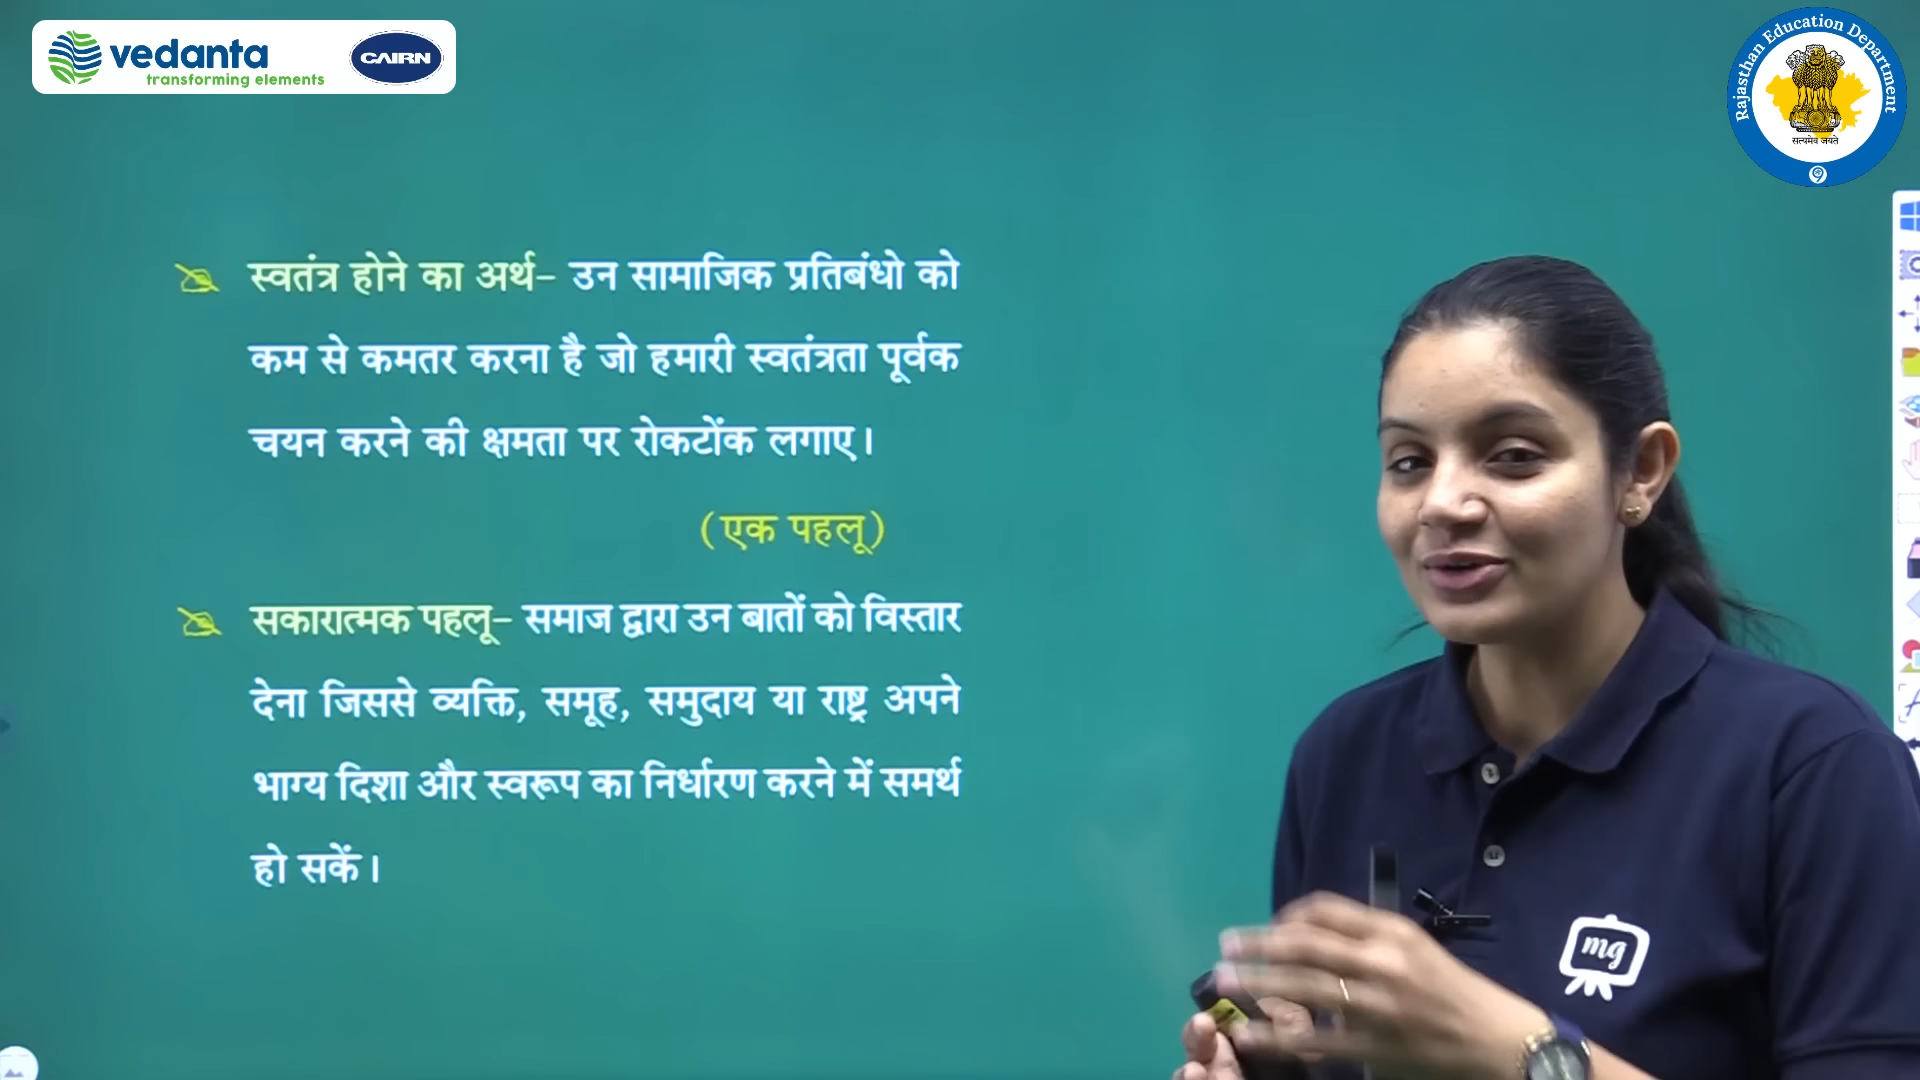 vedanta
transforming elements
CAIRN
Rajasthan Education Department
सत्यमेव जयते
स्वतंत्र होने का अर्थ– उन सामाजिक प्रतिबंधो को
कम से कमतर करना है जो हमारी स्वतंत्रता पूर्वक
चयन करने की क्षमता पर रोकटोंक लगाए।
(एक पहलू)
सकारात्मक पहलू– समाज द्वारा उन बातों को विस्तार
देना जिससे व्यक्ति, समूह, समुदाय या राष्ट्र अपने
भाग्य दिशा और स्वरूप का निर्धारण करने में समर्थ
हो सकें।
mg